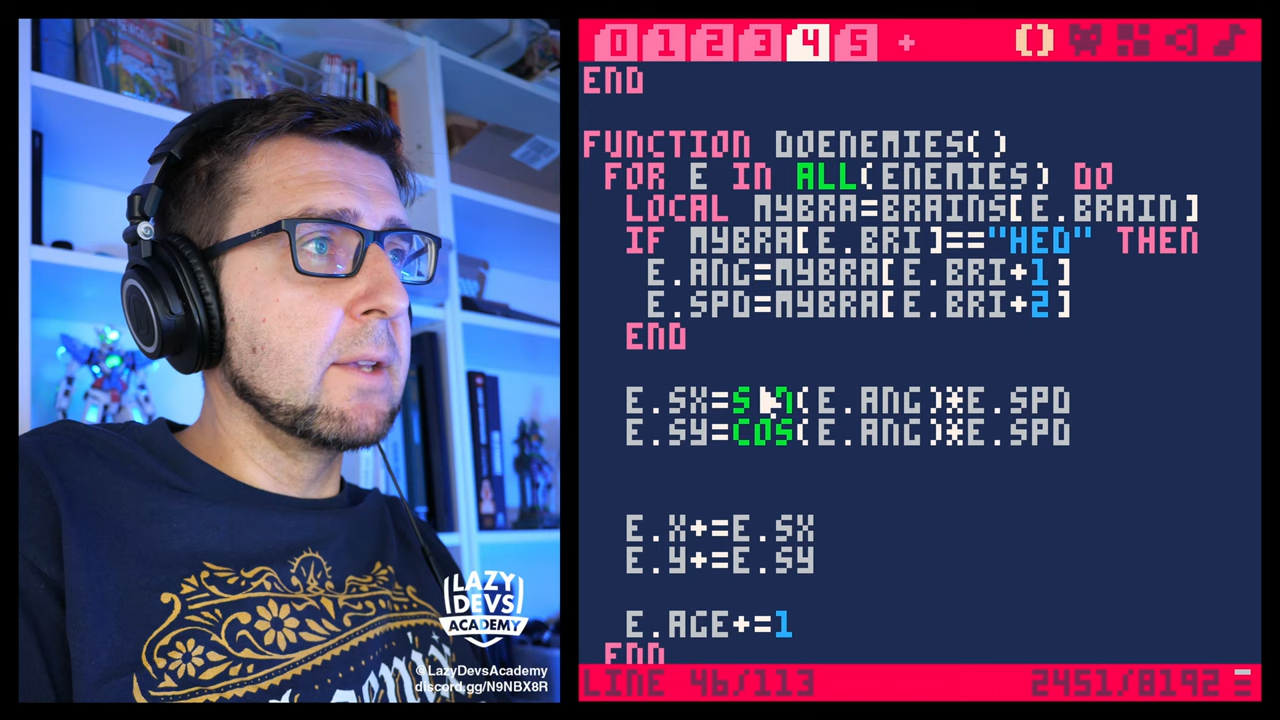 0 1 2 3 4 5 +
END
FUNCTION DOENEMIES()
FOR E IN ALL(ENEMIES) DO
LOCAL MYBRA=BRAINS[E.BRAIN]
IF MYBRA[E.BRI]=="HED" THEN
E.ANG=MYBRA[E.BRI+1]
E.SPD=MYBRA[E.BRI+2]
END
E.SX=SIN(E.ANG)*E.SPD
E.SY=COS(E.ANG)*E.SPD
E.X+=E.SX
E.Y+=E.SY
E.AGE+=1
END
LINE 46/113 2451/8192
LAZY
DEVS
ACADEMY
@LazyDevsAcademy
discord.gg/N9NBX8R